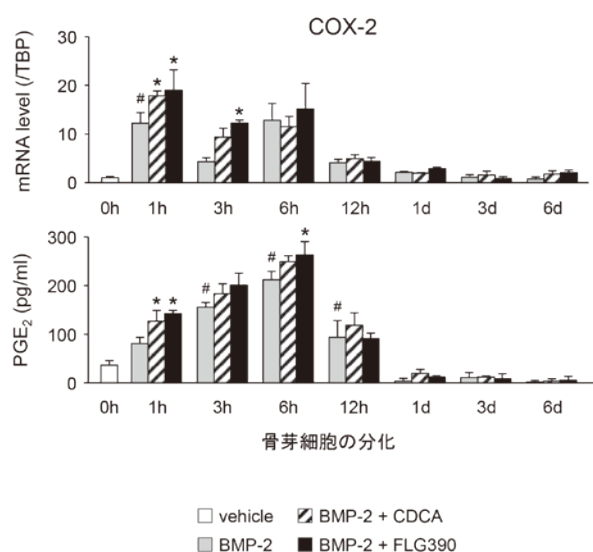 COX-2
mRNA level (/TBP)
30
20
10
0
# * *
*
0h 1h 3h 6h 12h 1d 3d 6d
PGE₂ (pg/ml)
300
200
100
0
* *
#
# *
#
0h 1h 3h 6h 12h 1d 3d 6d
骨芽細胞の分化
vehicle BMP-2 + CDCA
BMP-2 BMP-2 + FLG390